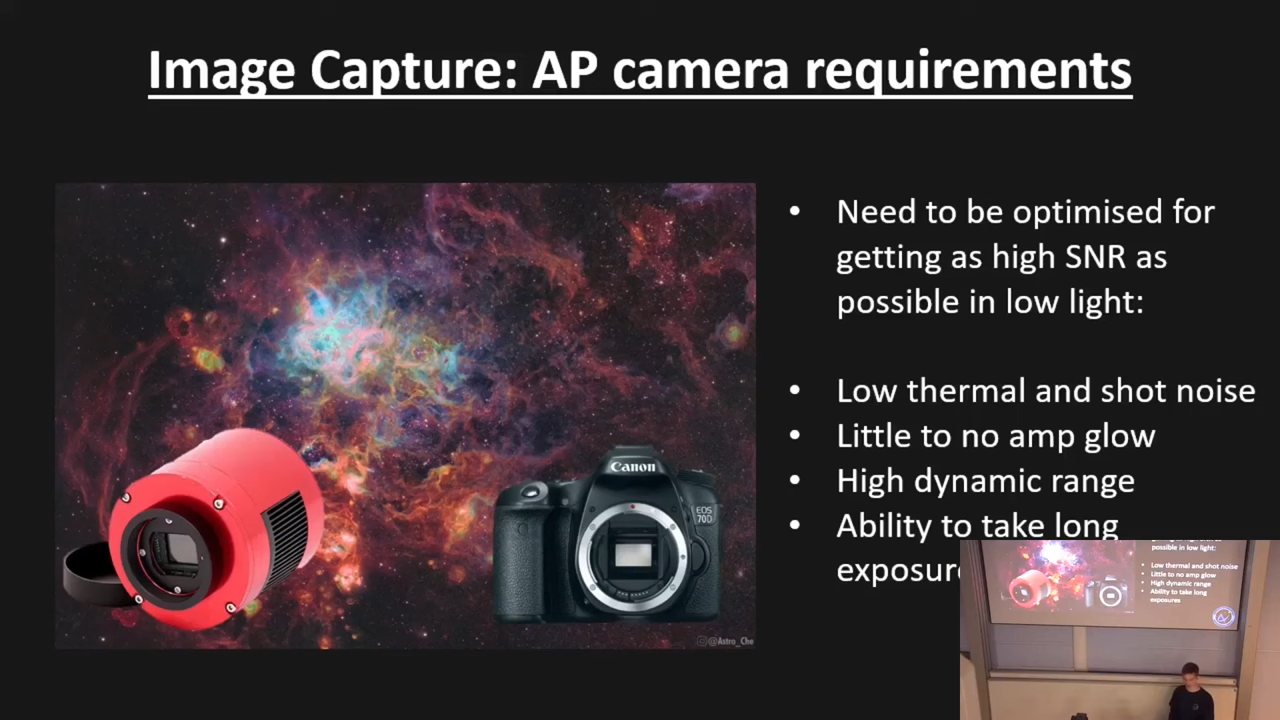 Image Capture: AP camera requirements
• Need to be optimised for
getting as high SNR as
possible in low light:
• Low thermal and shot noise
• Little to no amp glow
• High dynamic range
• Ability to take long
exposure
Canon
EOS
70D
@Astro_Che
possible in low light:
• Low thermal and shot noise
• Little to no amp glow
• High dynamic range
• Ability to take long
exposures